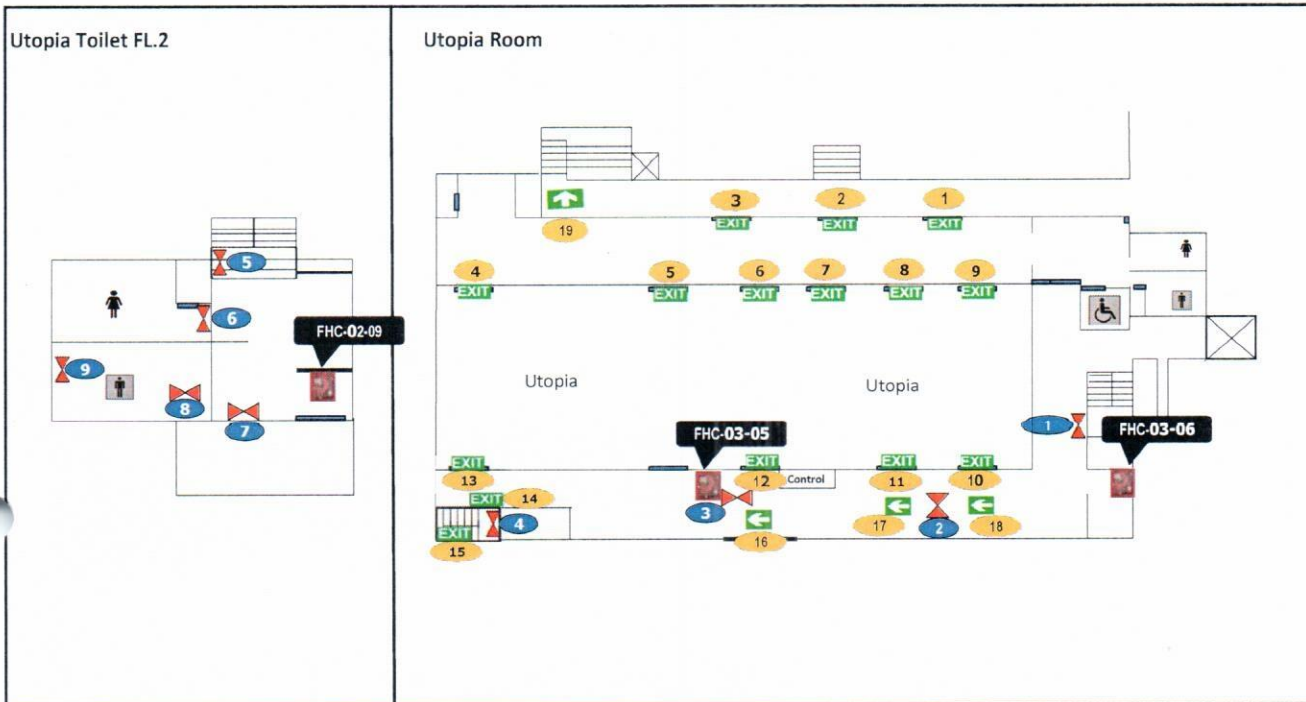 Utopia Toilet FL.2
5
6
FHC-02-09
9
8
7
Utopia Room
3
2
1
EXIT
EXIT
EXIT
19
4
5
6
7
8
9
EXIT
EXIT
EXIT
EXIT
EXIT
EXIT
Utopia
Utopia
1
FHC-03-05
FHC-03-06
EXIT
EXIT
EXIT
EXIT
13
12
Control
11
10
EXIT
14
3
4
17
2
18
EXIT
15
16